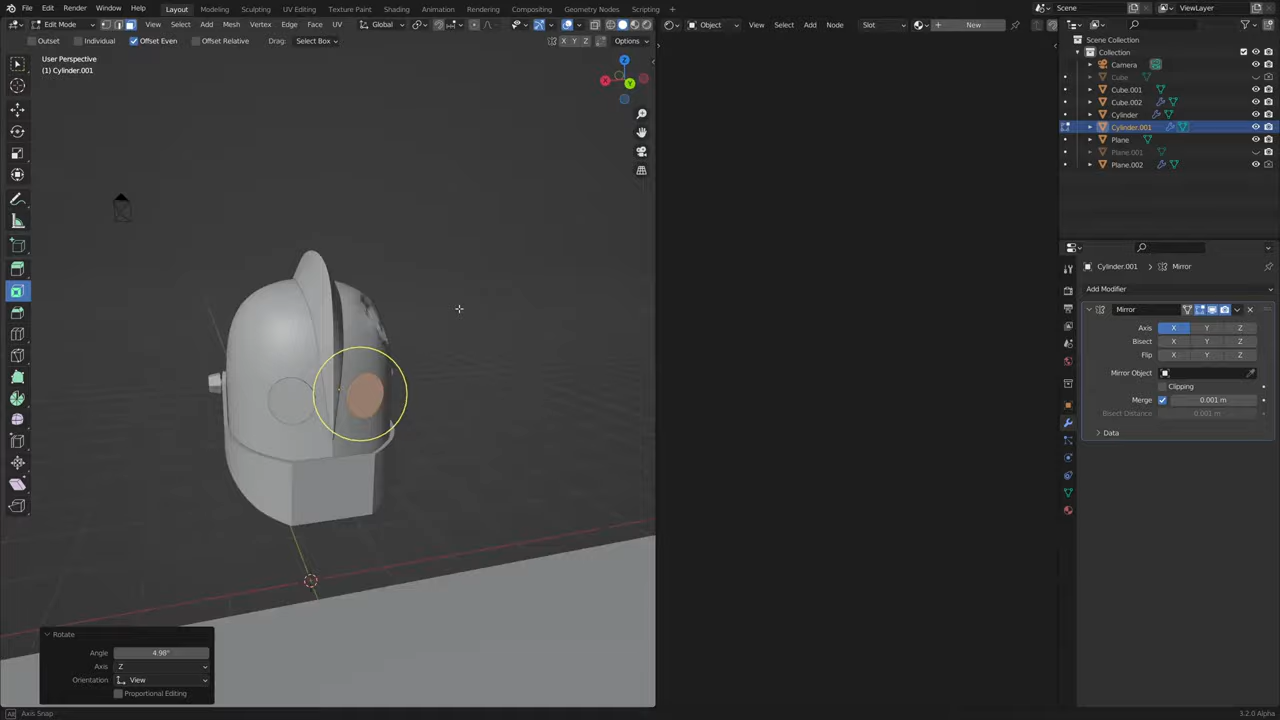 File Edit Render Window Help Layout Modeling Sculpting UV Editing Texture Paint Shading Animation Rendering Compositing Geometry Nodes Scripting Scene ViewLayer
Edit Mode View Select Add Mesh Vertex Edge Face UV Global Object View Select Add Node Slot New
Outset Individual Offset Even Offset Relative Drag: Select Box X Y Z Options
User Perspective
(1) Cylinder.001
Z
X
Y
Scene Collection
Collection
Camera
Cube
Cube.001
Cube.002
Cylinder
Cylinder.001
Plane
Plane.001
Plane.002
Cylinder.001 Mirror
Add Modifier
Mirror
Axis X Y Z
Bisect X Y Z
Flip X Y Z
Mirror Object
Clipping
Merge 0.001 m
Bisect Distance 0.001 m
Data
Rotate
Angle 4.98°
Axis Z
Orientation View
Proportional Editing
Axis Snap
3.2.0 Alpha